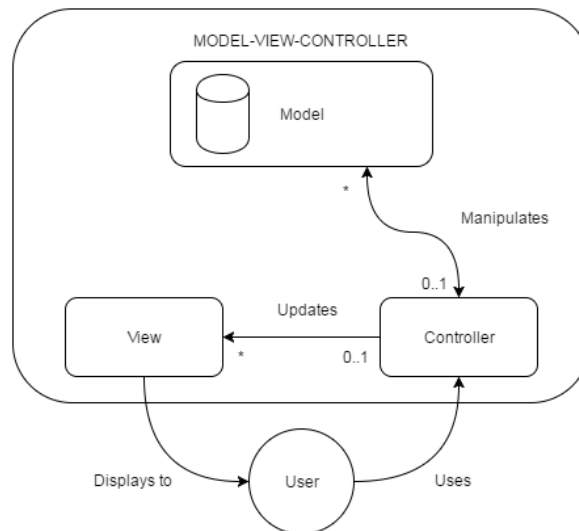 MODEL-VIEW-CONTROLLER
Model
*
Manipulates
0..1
Updates
View
*
0..1
Controller
Displays to
User
Uses